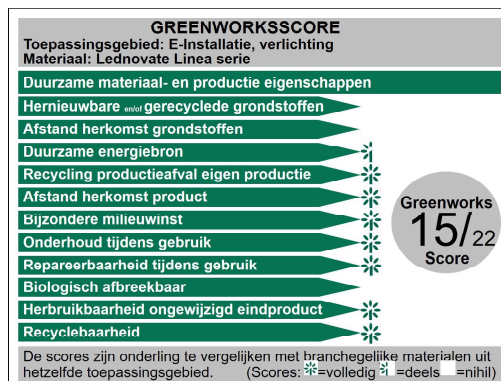 GREENWORKSSCORE
Toepassingsgebied: E-Installatie, verlichting
Materiaal: Lednovate Linea serie
Duurzame materiaal- en productie eigenschappen
Hernieuwbare en/of gerecyclede grondstoffen
Afstand herkomst grondstoffen
Duurzame energiebron
Recycling productieafval eigen productie
Afstand herkomst product
Bijzondere milieuwinst
Onderhoud tijdens gebruik
Repareerbaarheid tijdens gebruik
Biologisch afbreekbaar
Herbruikbaarheid ongewijzigd eindproduct
Recyclebaarheid
Greenworks
15/22
Score
De scores zijn onderling te vergelijken met branchegelijke materialen uit
hetzelfde toepassingsgebied. (Scores: =volledig =deels =nihil)